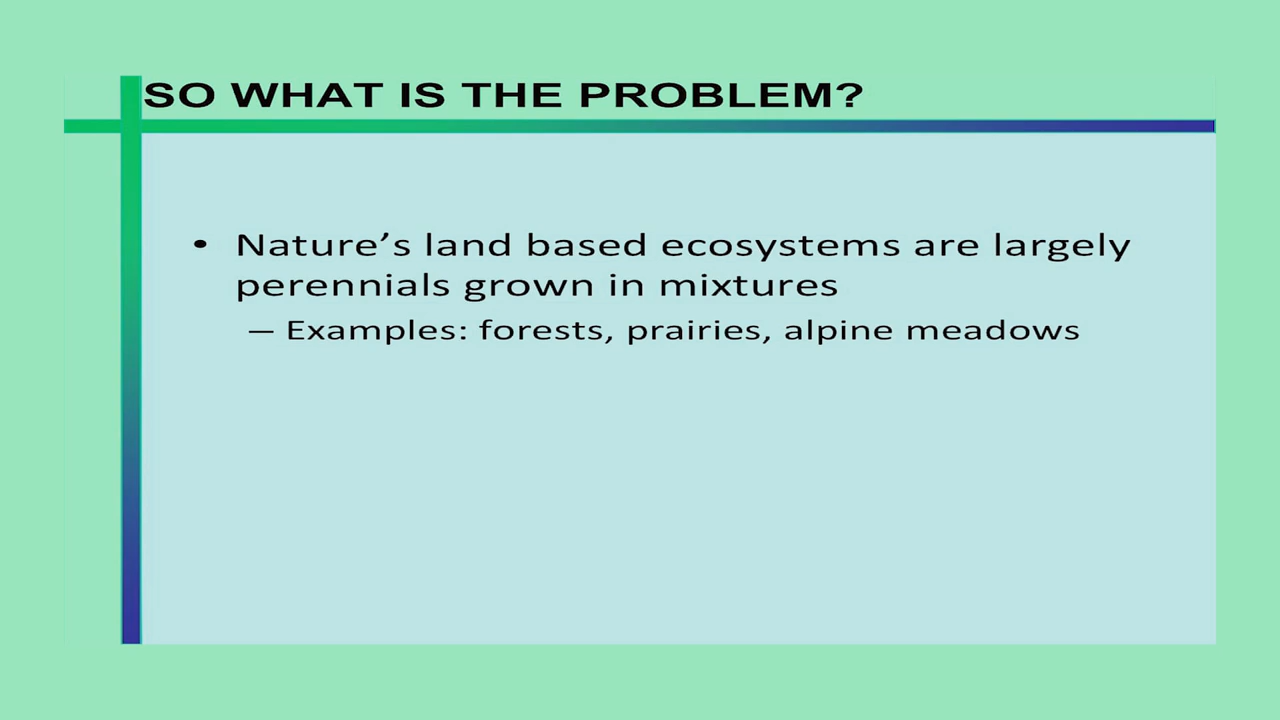 SO WHAT IS THE PROBLEM?
• Nature’s land based ecosystems are largely
perennials grown in mixtures
– Examples: forests, prairies, alpine meadows